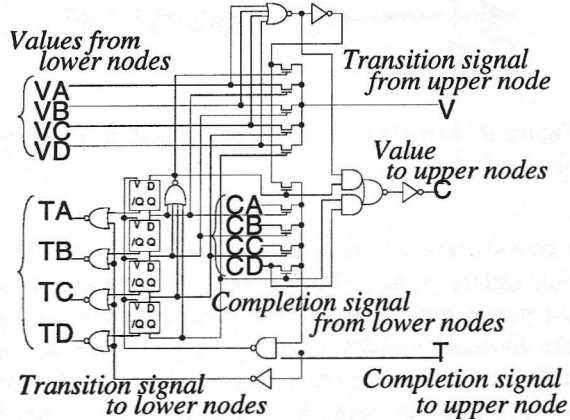 Values from
lower nodes
VA
VB
VC
VD
Transition signal
from upper node
V
Value
to upper nodes
C
TA
TB
TC
TD
V D
/Q Q
V D
/Q Q
V D
/Q Q
V D
/Q Q
CA
CB
CC
CD
Completion signal
from lower nodes
T
Transition signal
to lower nodes
Completion signal
to upper node